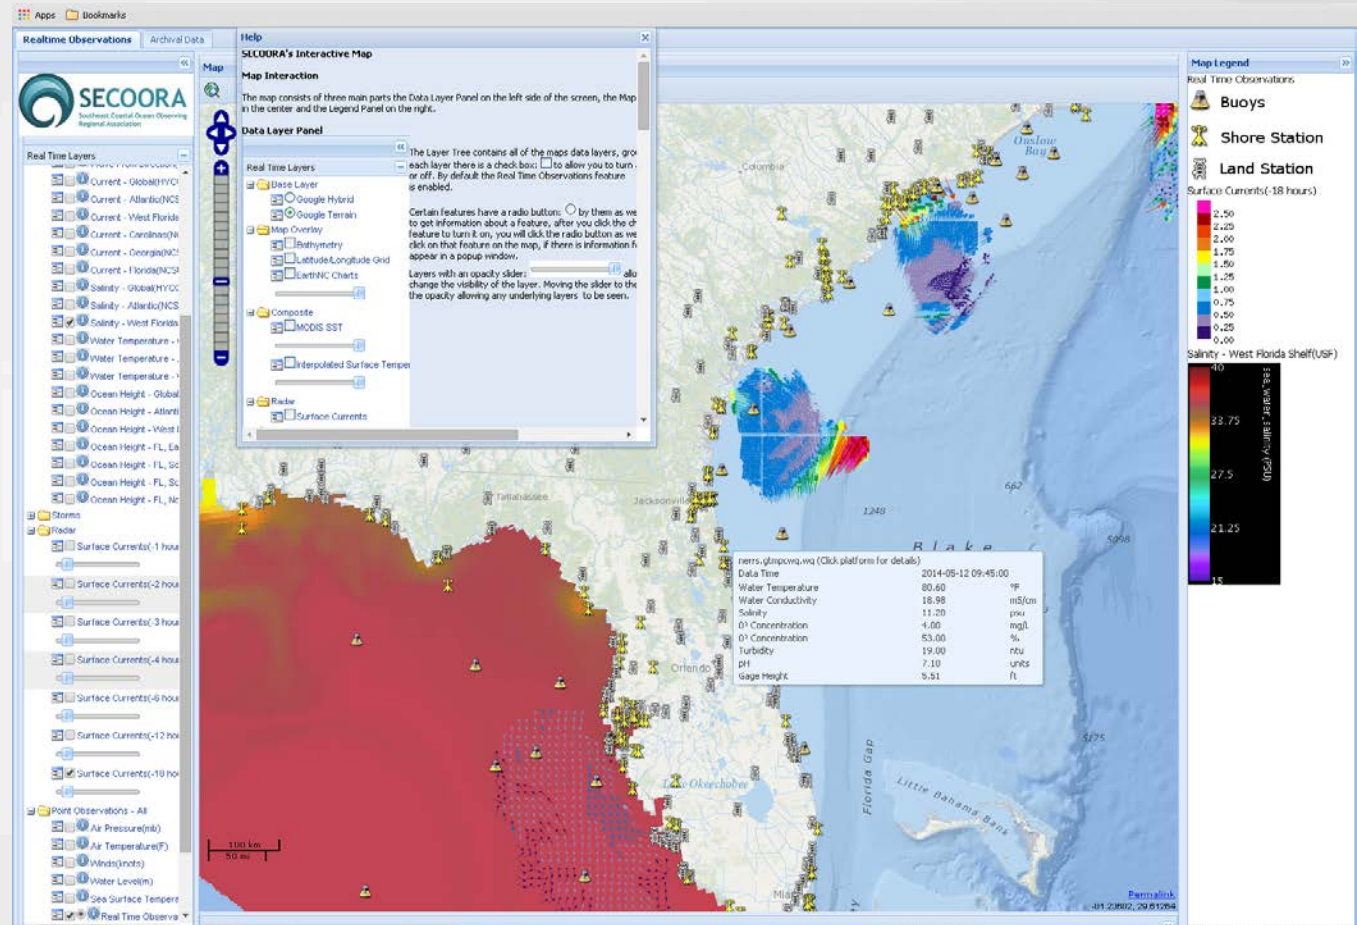 Apps Bookmarks
Realtime Observations Archival Data
SECOORA
Southeast Coastal Ocean Observing
Regional Association
Real Time Layers
Current - Global(HYC
Current - Atlantic(NCS
Current - West Florida
Current - Carolinas(N
Current - Georgia(NC
Current - Florida(NCS
Salinity - Global(HYC
Salinity - Atlantic(NCS
Salinity - West Florida
Water Temperature -
Water Temperature -
Water Temperature -
Ocean Height - Global
Ocean Height - Atlant
Ocean Height - West
Ocean Height - FL, Ea
Ocean Height - FL, So
Ocean Height - FL, So
Ocean Height - FL, No
Storms
Radar
Surface Currents(-1 hou
Surface Currents(-2 hou
Surface Currents(-3 hou
Surface Currents(-4 hou
Surface Currents(-6 hou
Surface Currents(-12 ho
Surface Currents(-18 ho
Point Observations - All
Air Pressure(mb)
Air Temperature(F)
Winds(knots)
Water Level(m)
Sea Surface Tempera
Real Time Observa
Map
Help
SECOORA's Interactive Map
Map Interaction
The map consists of three main parts the Data Layer Panel on the left side of the screen, the Map
in the center and the Legend Panel on the right.
Data Layer Panel
Real Time Layers
Base Layer
Google Hybrid
Google Terrain
Map Overlay
Bathymetry
Latitude/Longitude Grid
EarthNC Charts
Composite
MODIS SST
Interpolated Surface Temper
Radar
Surface Currents
The Layer Tree contains all of the maps data layers, grou
each layer there is a check box: to allow you to turn
or off. By default the Real Time Observations feature
is enabled.
Certain features have a radio button: by them as we
to get information about a feature, after you click the ch
feature to turn it on, you will click the radio button as we
click on that feature on the map, if there is information f
appear in a popup window.
Layers with an opacity slider: allo
change the visibility of the layer. Moving the slider to the
the opacity allowing any underlying layers to be seen.
Columbia
Onslow
Bay
Tallahassee
Jacksonville
Orlando
Lake Okeechobee
Miami
Blake
1248
662
5098
5175
Florida Gap
Little Bahama Bank
nerrs.gtmpcwq.wq (Click platform for details)
Data Time 2014-05-12 09:45:00
Water Temperature 80.60 °F
Water Conductivity 18.98 mS/cm
Salinity 11.20 psu
O² Concentration 4.00 mg/L
O² Concentration 53.00 %
Turbidity 19.00 ntu
pH 7.10 units
Gage Height 5.51 ft
100 km
50 mi
Permalink
-81.23602, 29.61264
Map Legend
Real Time Observations
Buoys
Shore Station
Land Station
Surface Currents(-18 hours)
2.50
2.25
2.00
1.75
1.50
1.25
1.00
0.75
0.50
0.25
0.00
Salinity - West Florida Shelf(USF)
40
33.75
27.5
21.25
15
sea_water_salinity (PSU)